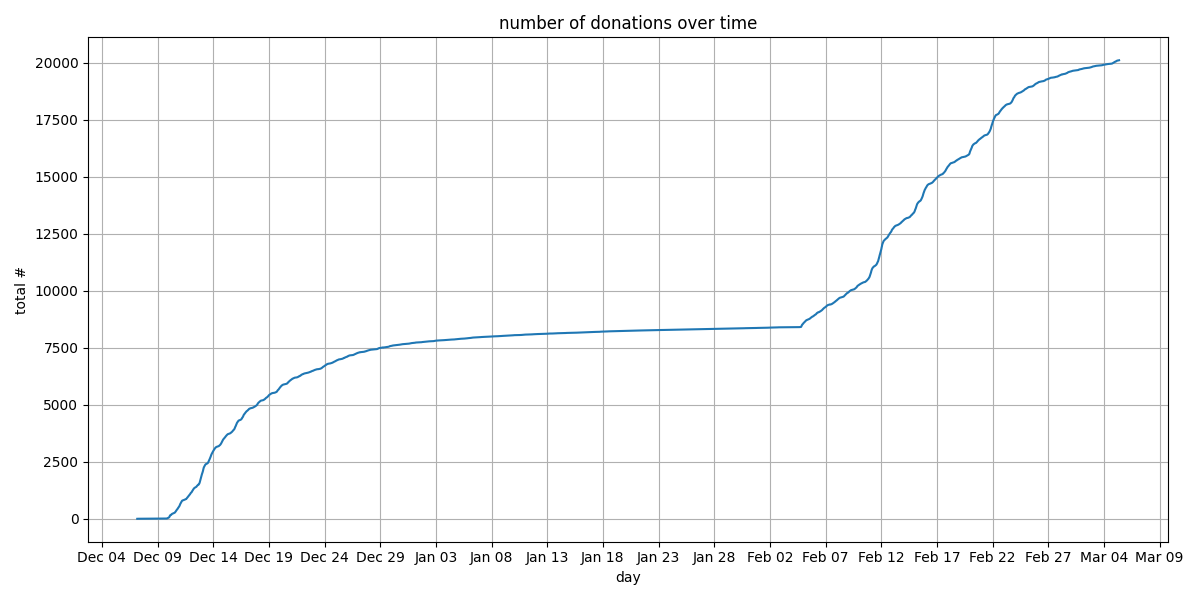 number of donations over time
total #
20000
17500
15000
12500
10000
7500
5000
2500
0
Dec 04 Dec 09 Dec 14 Dec 19 Dec 24 Dec 29 Jan 03 Jan 08 Jan 13 Jan 18 Jan 23 Jan 28 Feb 02 Feb 07 Feb 12 Feb 17 Feb 22 Feb 27 Mar 04 Mar 09
day